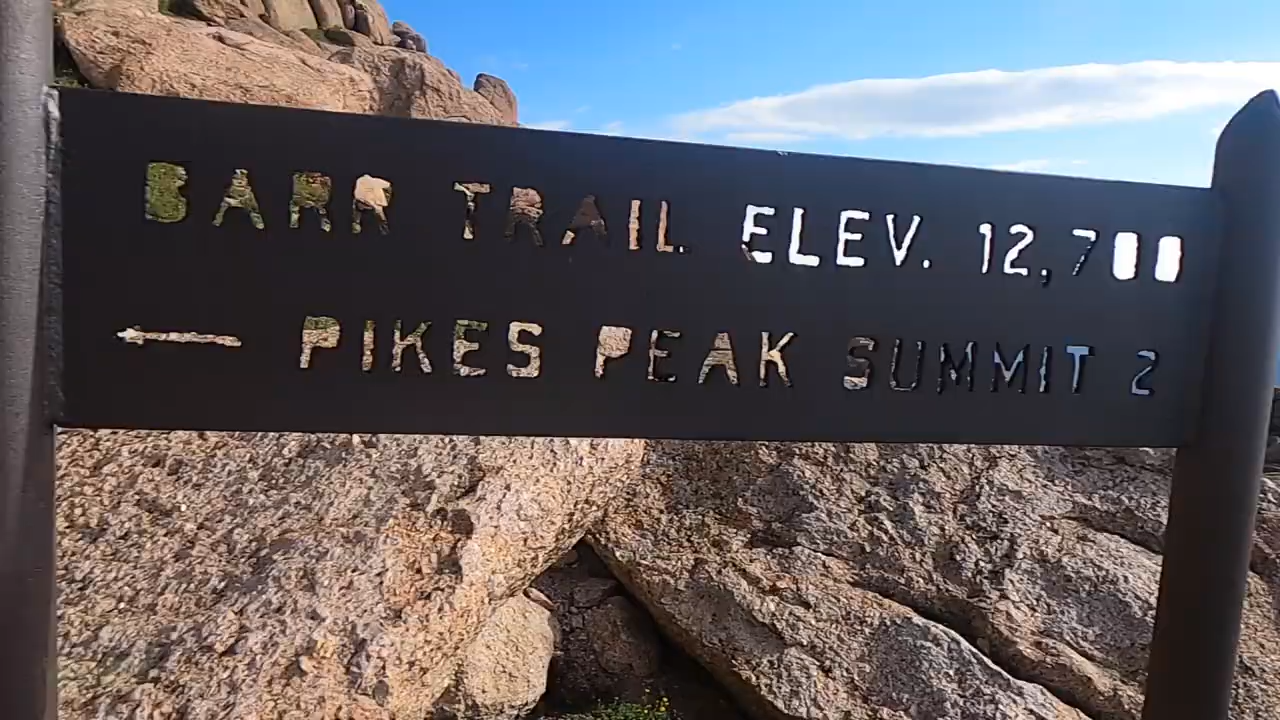 BARR TRAIL ELEV. 12,700
← PIKES PEAK SUMMIT 2